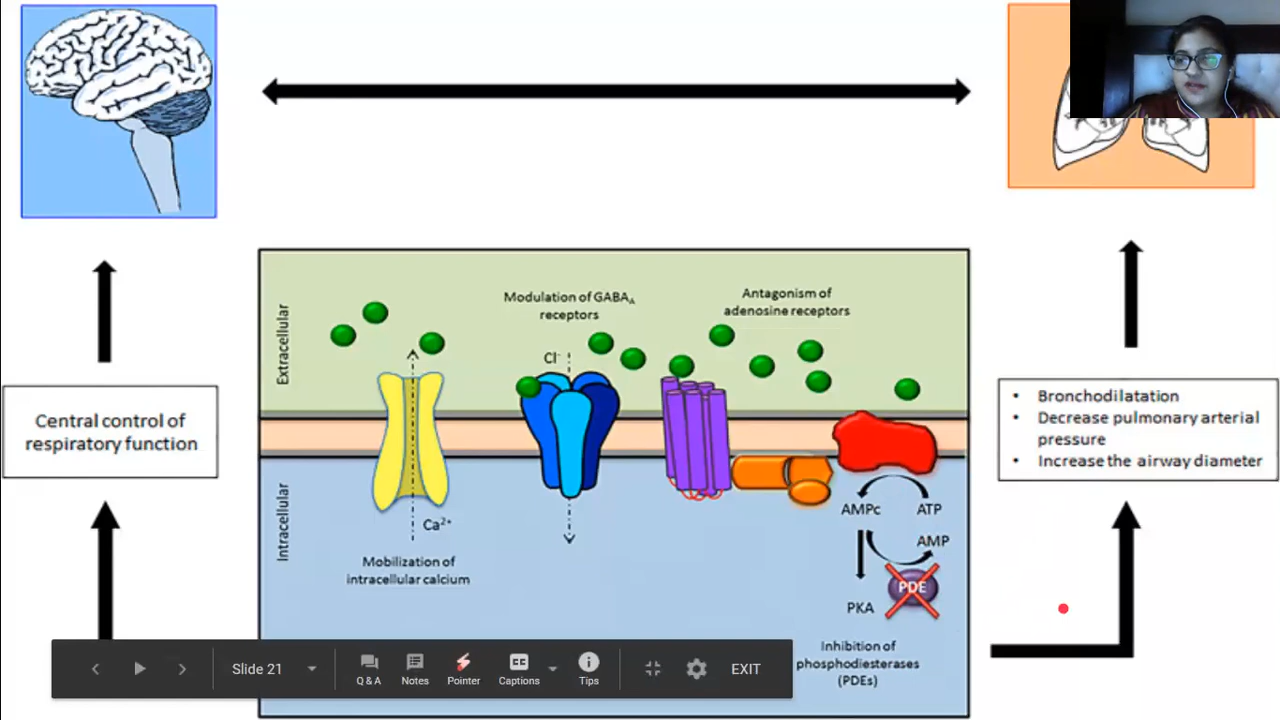 Extracellular
Modulation of GABAA
receptors
Antagonism of
adenosine receptors
Cl-
Central control of
respiratory function
• Bronchodilatation
• Decrease pulmonary arterial
pressure
• Increase the airway diameter
Intracellular
Ca2+
Mobilization of
intracellular calcium
AMPc
ATP
AMP
PDE
PKA
Inhibition of
phosphodiesterases
(PDEs)
Slide 21
Q & A
Notes
Pointer
CC
Captions
Tips
EXIT